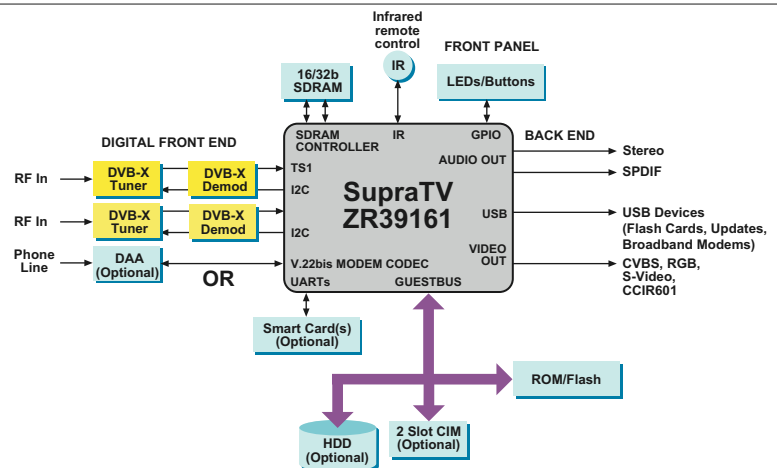 Infrared
remote
control
IR
FRONT PANEL
LEDs/Buttons
16/32b
SDRAM
DIGITAL FRONT END
SDRAM
CONTROLLER
IR
GPIO
BACK END
AUDIO OUT
Stereo
SPDIF
RF In
DVB-X
Tuner
DVB-X
Demod
TS1
I2C
SupraTV
ZR39161
RF In
DVB-X
Tuner
DVB-X
Demod
I2C
USB
USB Devices
(Flash Cards, Updates,
Broadband Modems)
Phone
Line
DAA
(Optional)
OR
V.22bis MODEM CODEC
VIDEO
OUT
CVBS, RGB,
S-Video,
CCIR601
UARTs
GUESTBUS
Smart Card(s)
(Optional)
ROM/Flash
HDD
(Optional)
2 Slot CIM
(Optional)